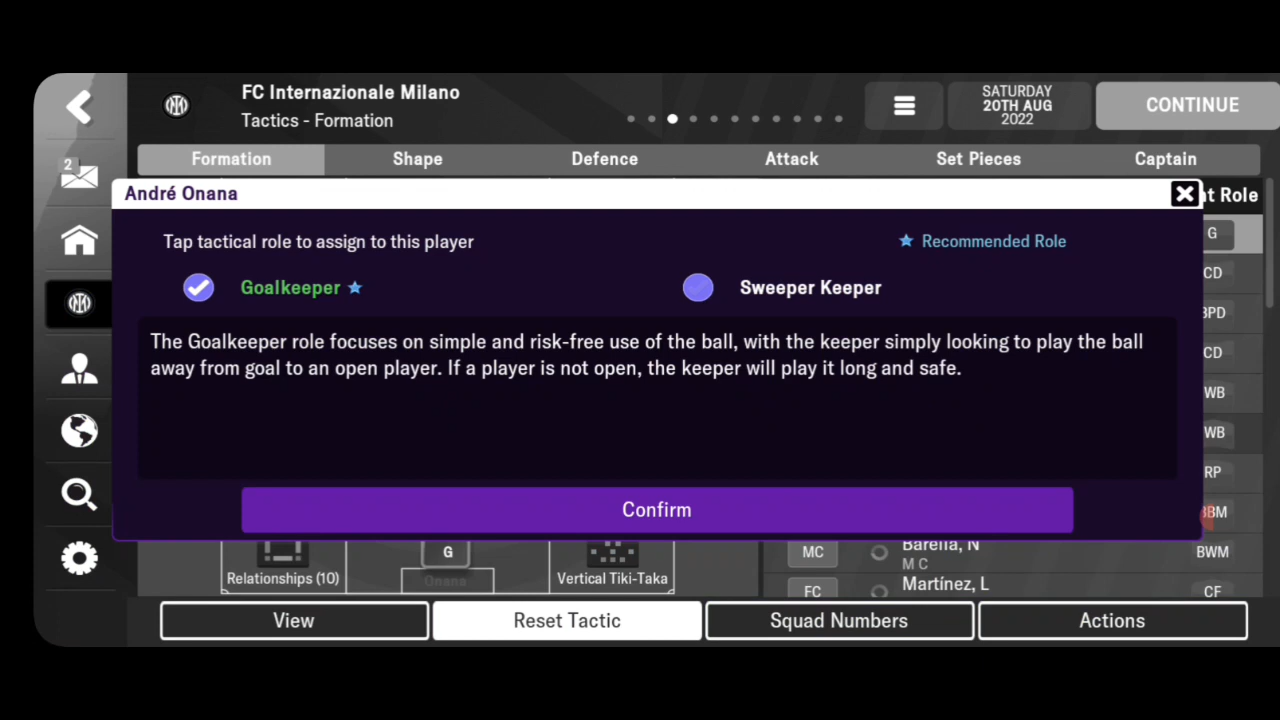 FC Internazionale Milano
Tactics - Formation
SATURDAY
20TH AUG
2022
CONTINUE
2
Formation Shape Defence Attack Set Pieces Captain
André Onana
Role
Tap tactical role to assign to this player
Recommended Role
G
Goalkeeper
Sweeper Keeper
CD
The Goalkeeper role focuses on simple and risk-free use of the ball, with the keeper simply looking to play the ball
away from goal to an open player. If a player is not open, the keeper will play it long and safe.
CD
WB
WB
RP
Confirm
G
Relationships (10)
Onana
Vertical Tiki-Taka
MC
Barella, N
M C
BWM
FC
Martínez, L
CF
View Reset Tactic Squad Numbers Actions